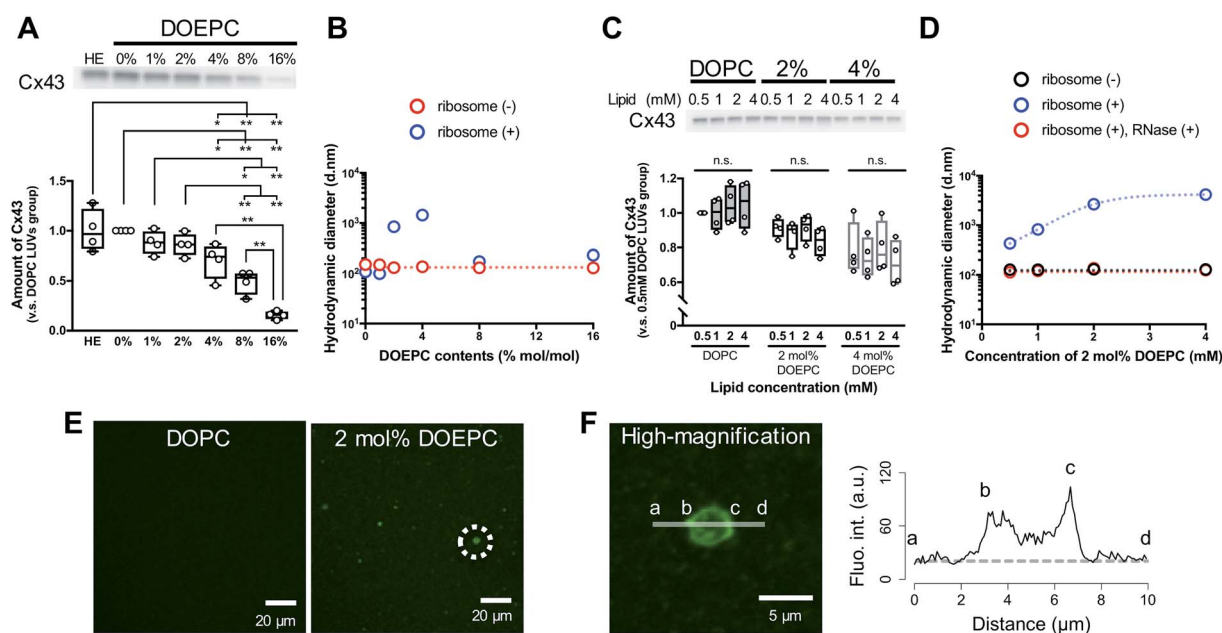 A
DOEPC
HE 0% 1% 2% 4% 8% 16%
Cx43
* ** **
* ** **
* **
** **
**
**
Amount of Cx43
(v.s. DOPC LUVs group)
1.5
1.0
0.5
0.0
HE 0% 1% 2% 4% 8% 16%
B
ribosome (-)
ribosome (+)
Hydrodynamic diameter (d.nm)
10⁴
10³
10²
10¹
0 4 8 12 16
DOEPC contents (% mol/mol)
C
DOPC 2% 4%
Lipid (mM) 0.5 1 2 4 0.5 1 2 4 0.5 1 2 4
Cx43
n.s. n.s. n.s.
Amount of Cx43
(v.s. 0.5mM DOPC LUVs group)
1.2
1.0
0.8
0.6
0
0.5 1 2 4 0.5 1 2 4 0.5 1 2 4
DOPC 2 mol% 4 mol%
DOEPC DOEPC
Lipid concentration (mM)
D
ribosome (-)
ribosome (+)
ribosome (+), RNase (+)
Hydrodynamic diameter (d.nm)
10⁴
10³
10²
10¹
0 1 2 3 4
Concentration of 2 mol% DOEPC (mM)
E
DOPC
20 µm
2 mol% DOEPC
20 µm
F
High-magnification
a b c d
5 µm
Fluo. int. (a.u.)
120
60
0
a
b
c
d
0 2 4 6 8 10
Distance (µm)